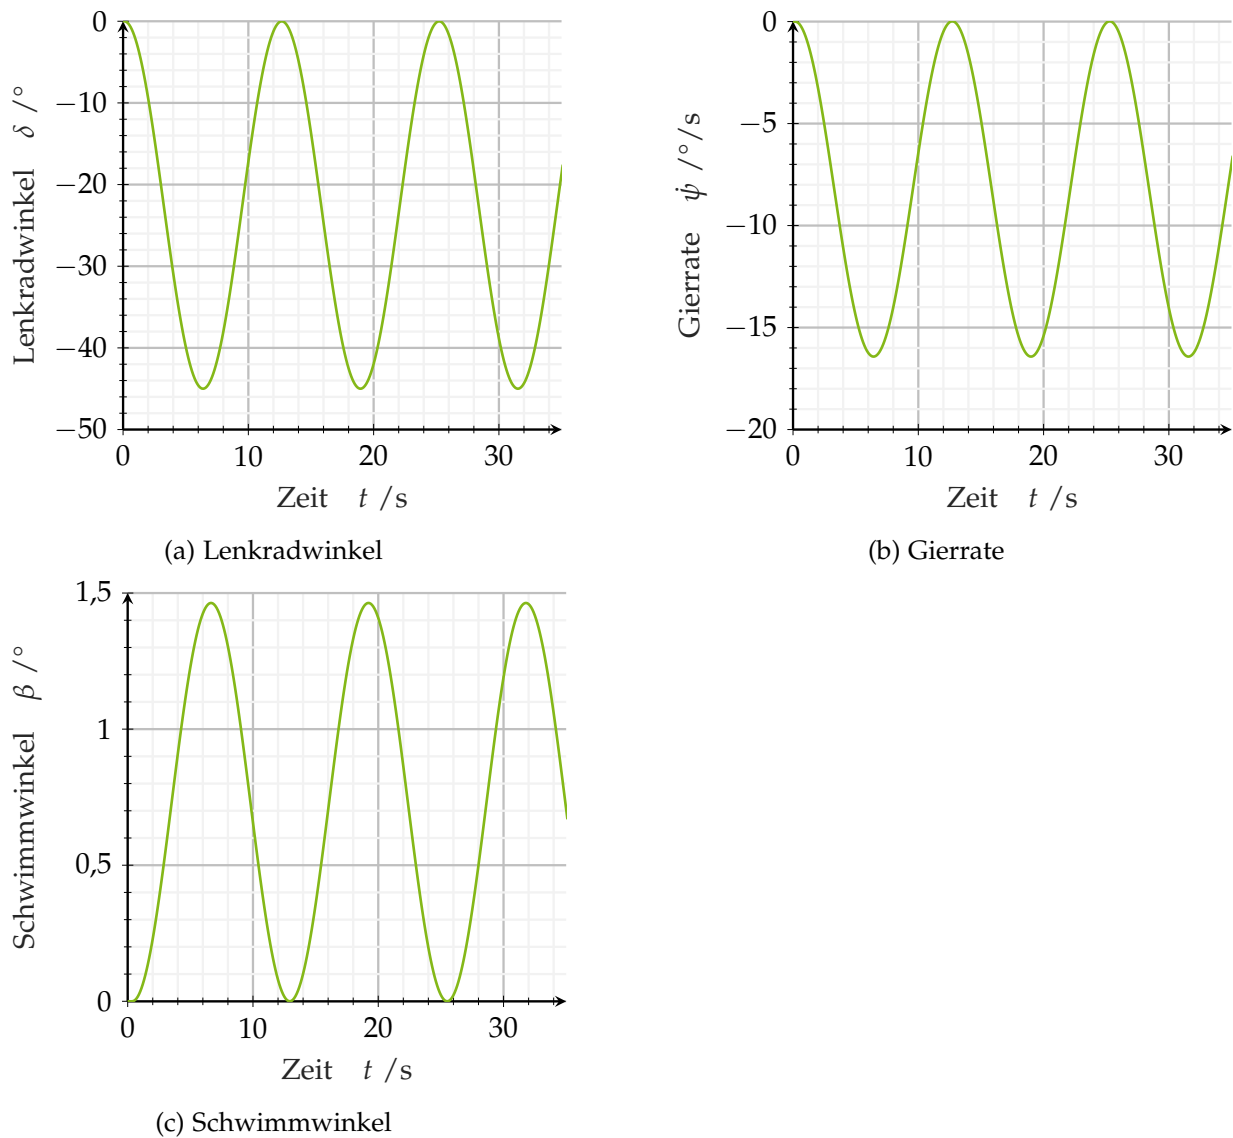 0
−10
−20
−30
−40
−50
Lenkradwinkel δ /°
0 10 20 30
Zeit t /s
(a) Lenkradwinkel
0
−5
−10
−15
−20
Gierrate ψ̇ /°/s
0 10 20 30
Zeit t /s
(b) Gierrate
1,5
1
0,5
0
Schwimmwinkel β /°
0 10 20 30
Zeit t /s
(c) Schwimmwinkel